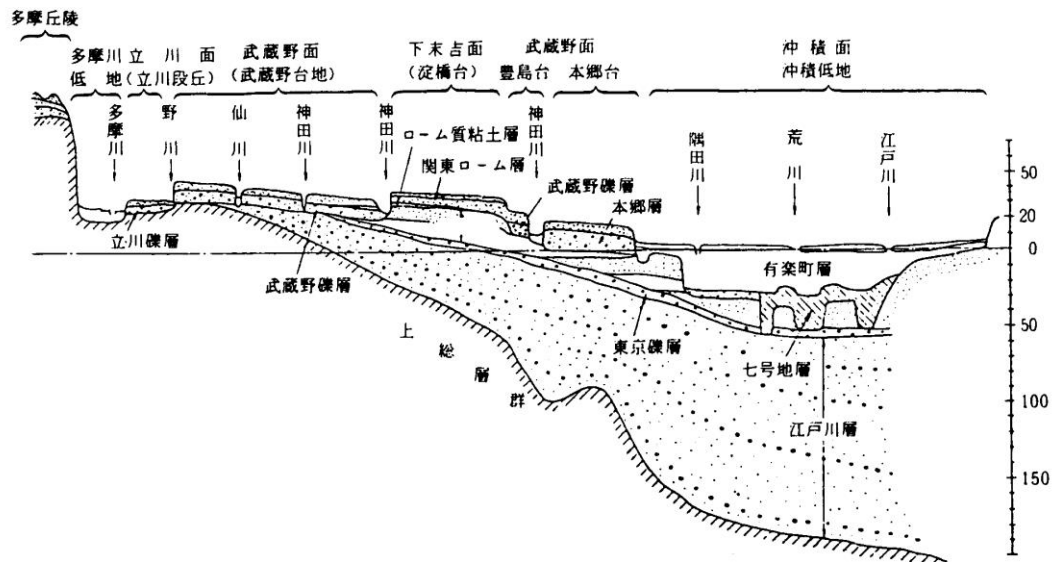 多摩丘陵
多摩川低地
立川面(立川段丘)
武蔵野面(武蔵野台地)
下末占面(淀橋台)
武蔵野面
豊島台
本郷台
沖積面
沖積低地
多摩川
野川
仙川
神田川
神田川
神田川
隅田川
荒川
江戸川
ローム質粘土層
関東ローム層
武蔵野礫層
本郷層
立川礫層
武蔵野礫層
有楽町層
東京礫層
七号地層
上総層群
江戸川層
50
20
0
50
100
150